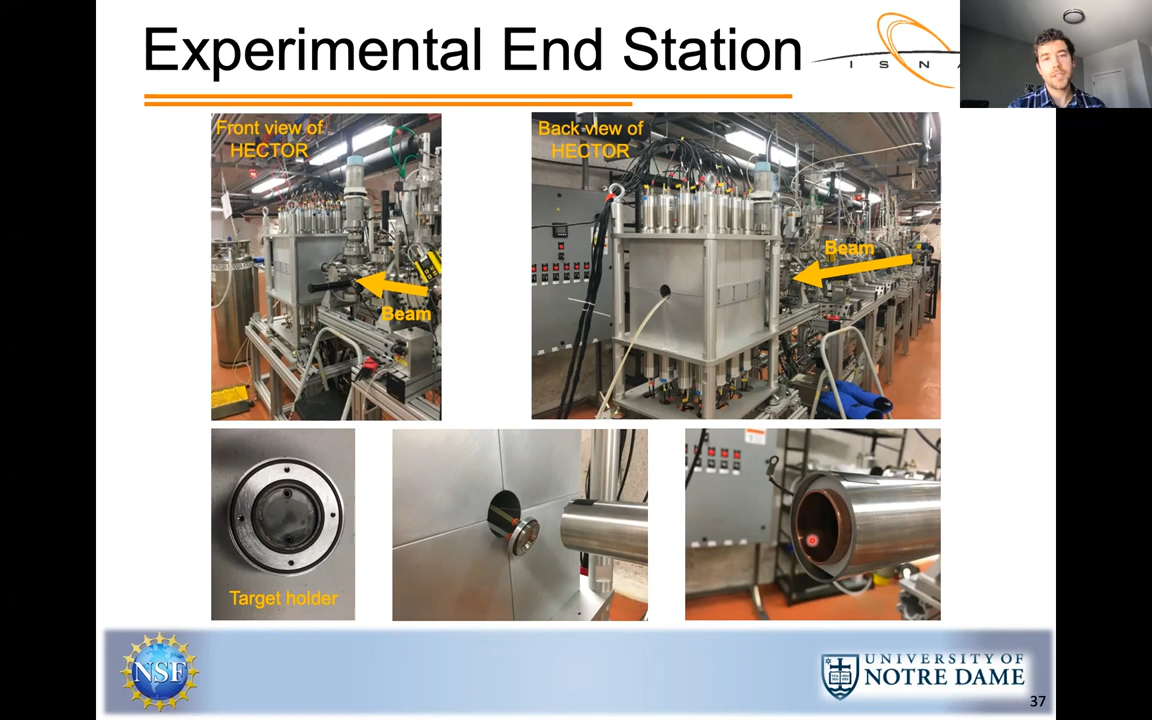 Experimental End Station
I S N A
Front view of
HECTOR
Beam
Back view of
HECTOR
Beam
Target holder
NSF
UNIVERSITY OF
NOTRE DAME
37